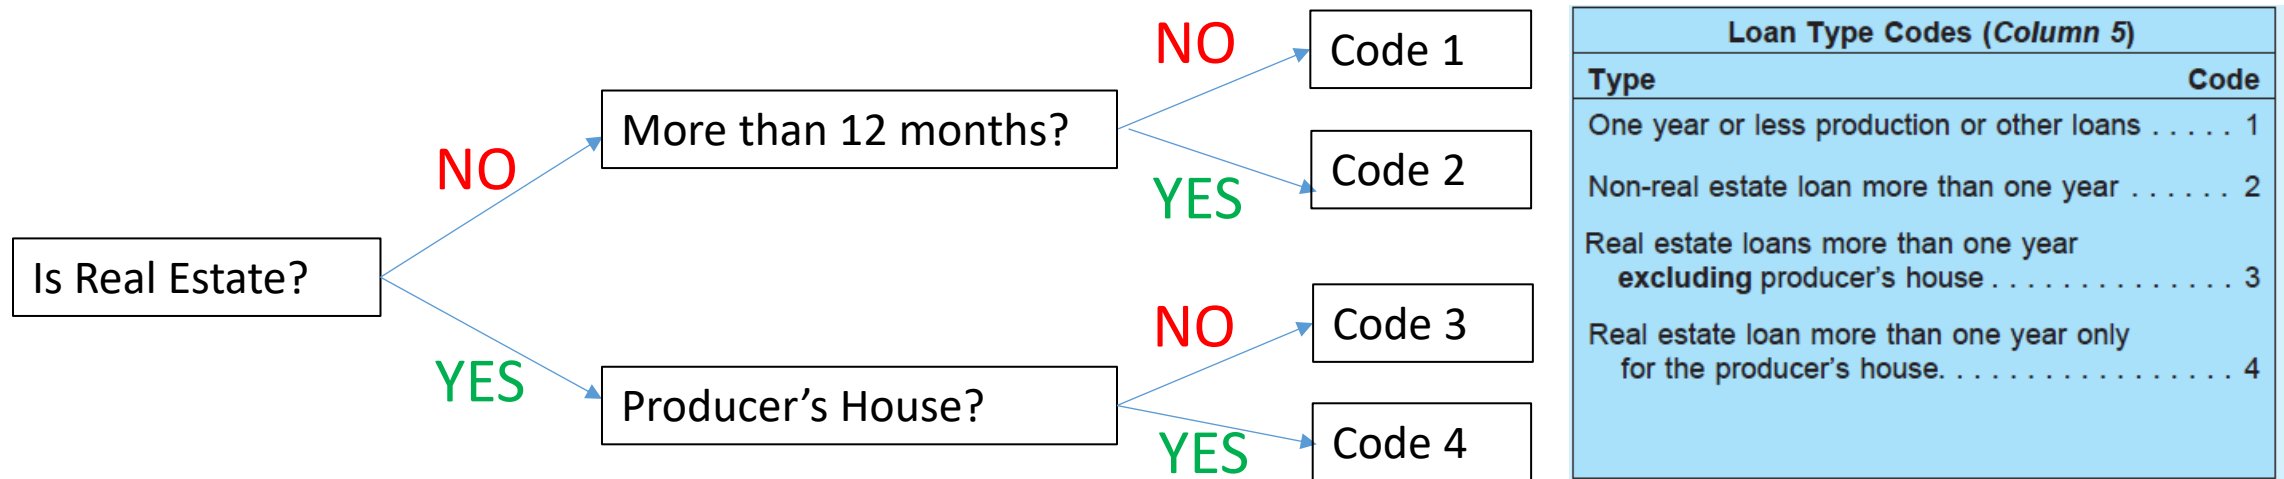 Is Real Estate?
NO
YES
More than 12 months?
Producer’s House?
NO
YES
NO
YES
Code 1
Code 2
Code 3
Code 4
Loan Type Codes (Column 5)
Type Code
One year or less production or other loans . . . . . 1
Non-real estate loan more than one year . . . . . . 2
Real estate loans more than one year
excluding producer’s house . . . . . . . . . . . . . . 3
Real estate loan more than one year only
for the producer’s house. . . . . . . . . . . . . . . . . 4